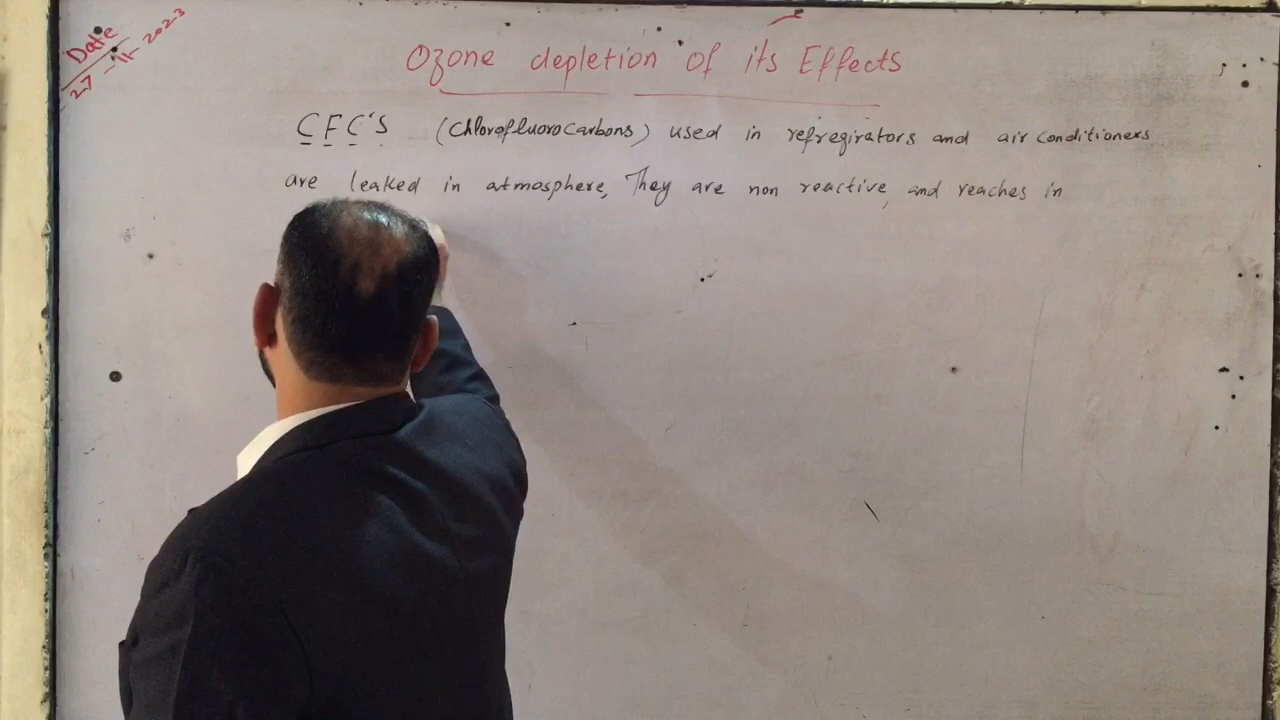 Date
27-11-2023
Ozone depletion of its Effects
CFC'S (Chlorofluorocarbons) used in refregirators and air conditioners
are leaked in atmosphere, They are non reactive, and reaches in